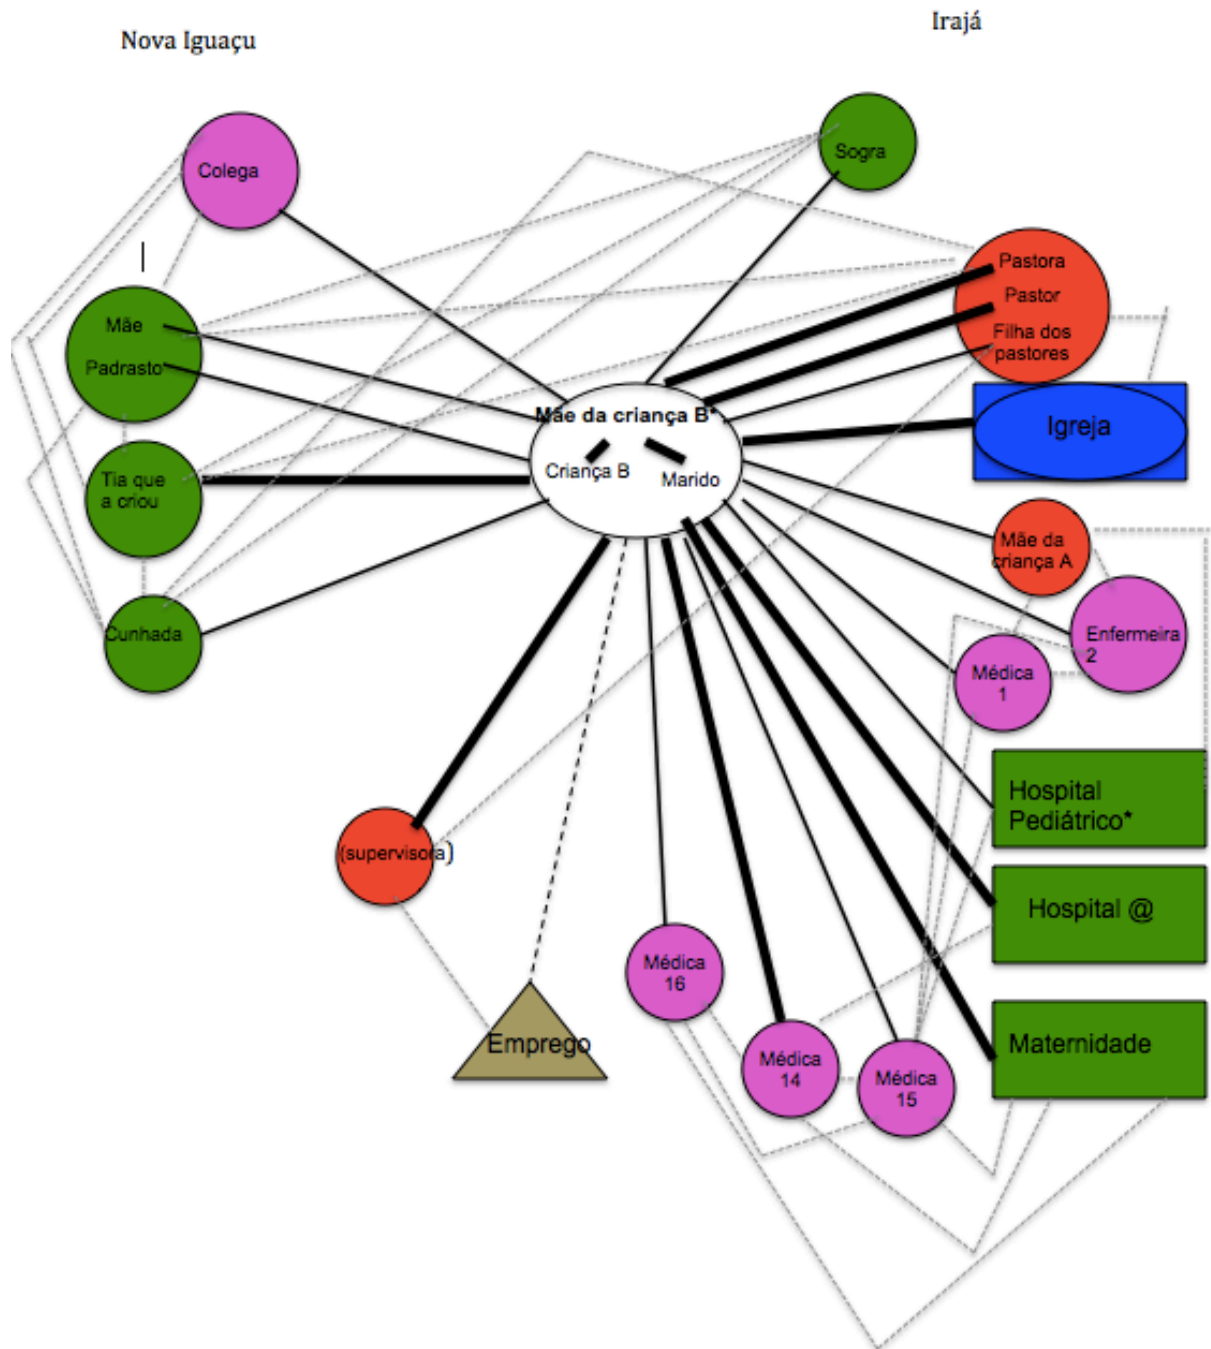 Irajá
Nova Iguaçu
Sogra
Colega
Pastora
Pastor
Filha dos
pastores
Mãe
Padrasto
Mãe da criança B*
Criança B
Marido
Igreja
Tia que
a criou
Mãe da
criança A
Cunhada
Enfermeira
2
Médica
1
Hospital
Pediátrico*
(supervisora)
Hospital @
Médica
16
Emprego
Médica
14
Médica
15
Maternidade